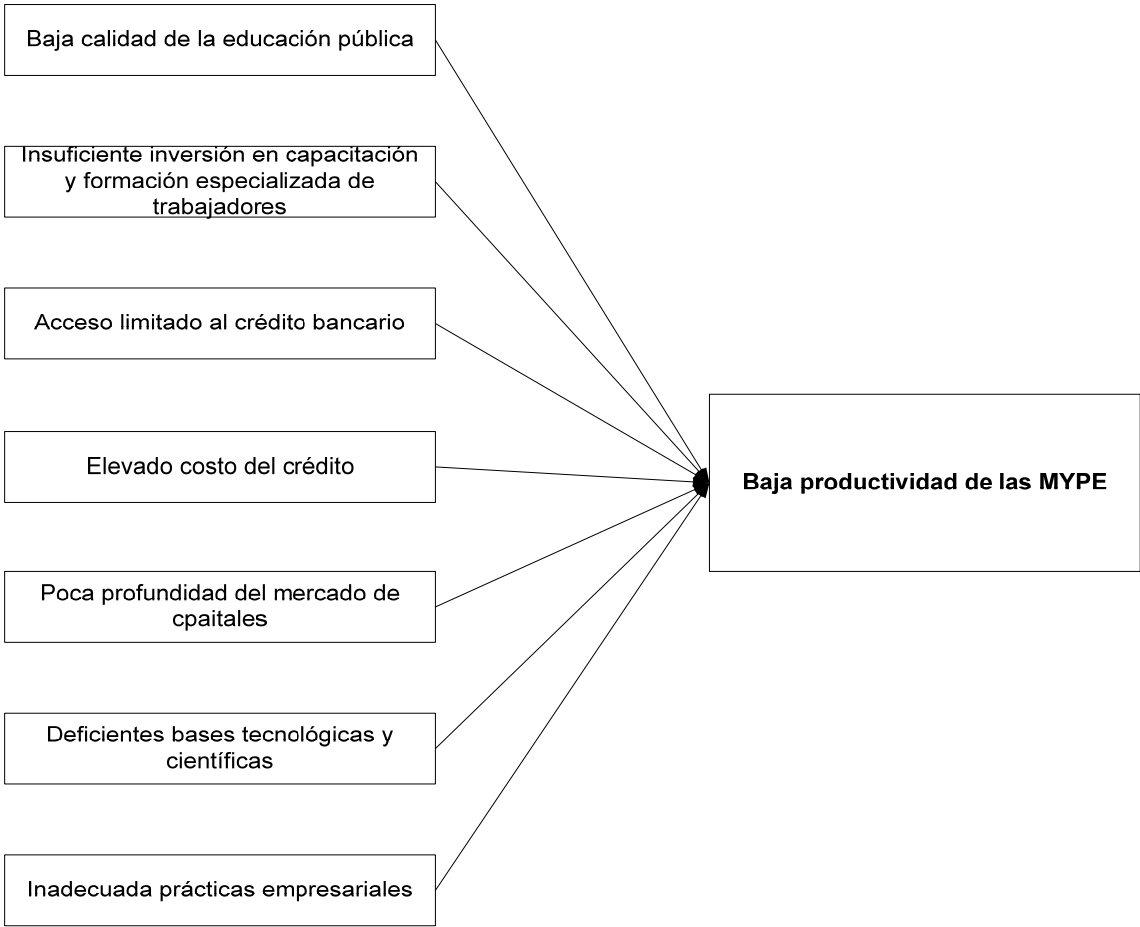 Baja calidad de la educación pública
Insuficiente inversión en capacitación
y formación especializada de
trabajadores
Acceso limitado al crédito bancario
Elevado costo del crédito
Baja productividad de las MYPE
Poca profundidad del mercado de
cpaitales
Deficientes bases tecnológicas y
científicas
Inadecuada prácticas empresariales